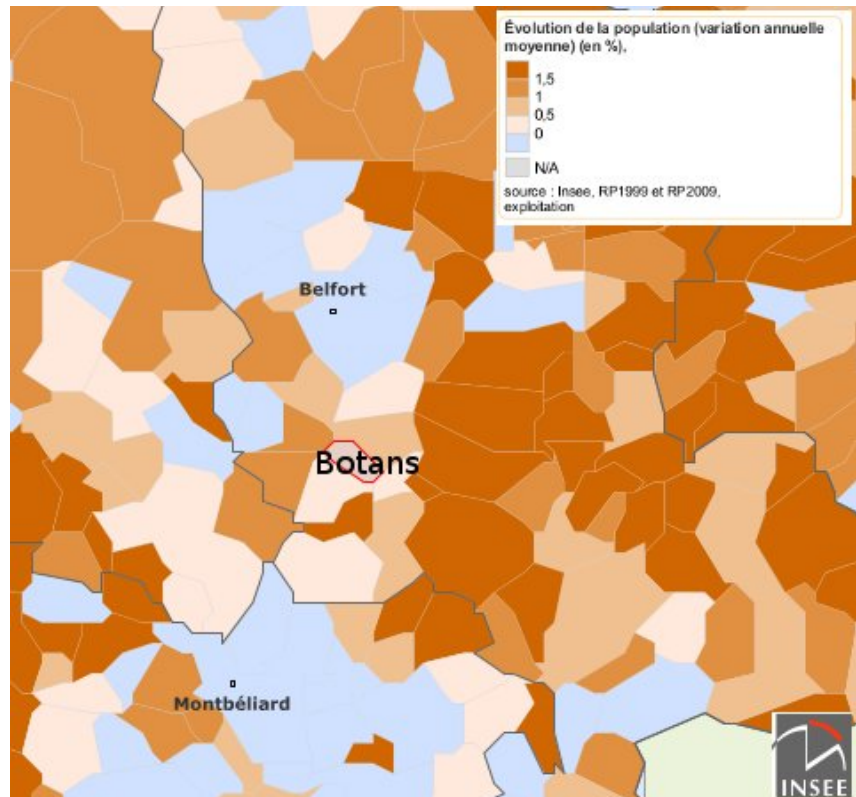 Évolution de la population (variation annuelle
moyenne) (en %).
1,5
1
0,5
0
N/A
source : Insee, RP1999 et RP2009,
exploitation
Belfort
Botans
Montbéliard
INSEE